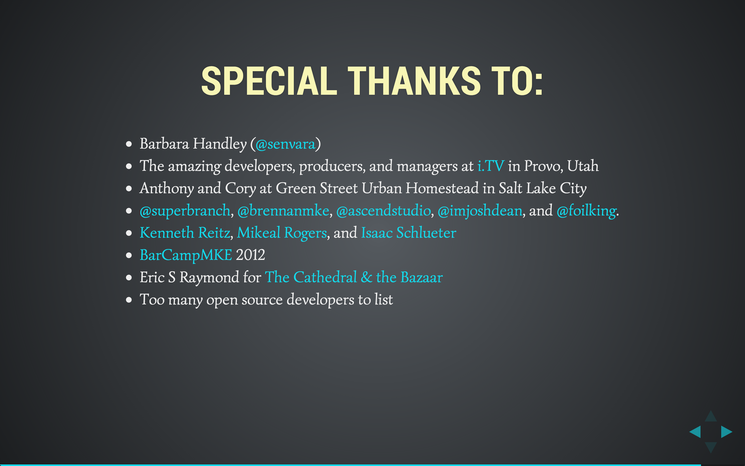 SPECIAL THANKS TO:
Barbara Handley (@senvara)
The amazing developers, producers, and managers at i.TV in Provo, Utah
Anthony and Cory at Green Street Urban Homestead in Salt Lake City
@superbranch, @brennanmke, @ascendstudio, @imjoshdean, and @foilking.
Kenneth Reitz, Mikeal Rogers, and Isaac Schlueter
BarCampMKE 2012
Eric S Raymond for The Cathedral & the Bazaar
Too many open source developers to list